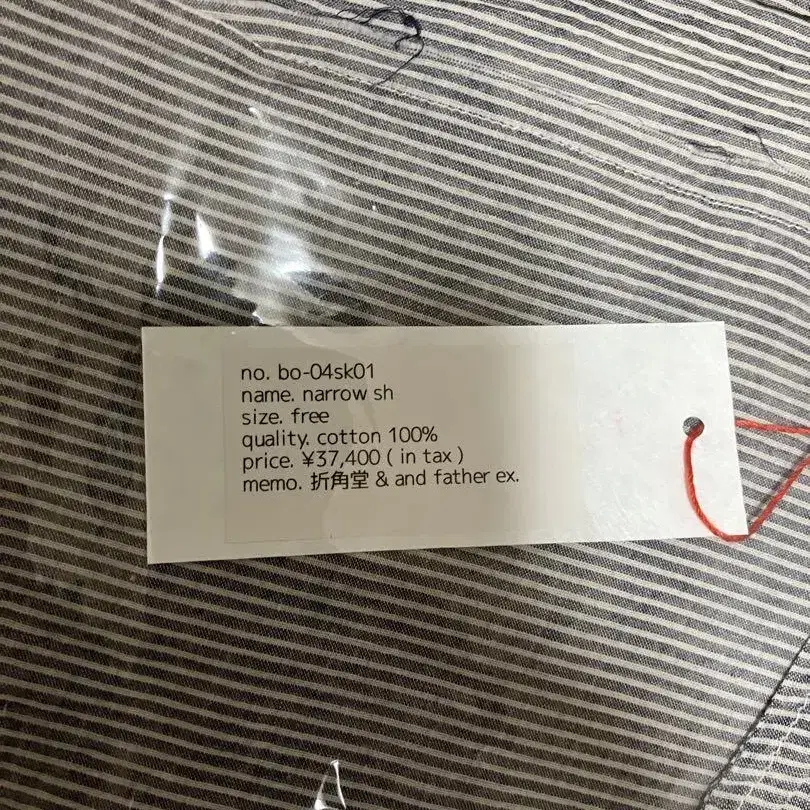 no. bo-04sk01
name. narrow sh
size. free
quality. cotton 100%
price. ¥37,400 ( in tax )
memo. 折角堂 & and father ex.